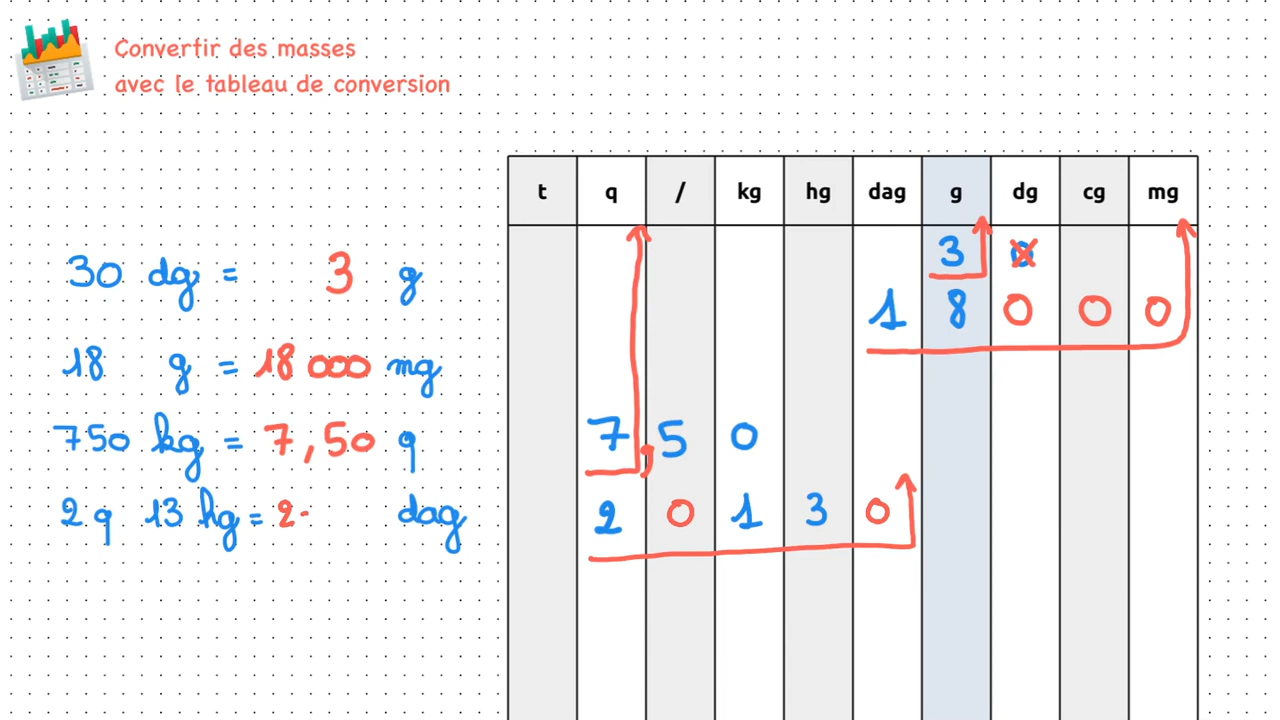 Convertir des masses
avec le tableau de conversion
t q / kg hg dag g dg cg mg
30 dg = 3 g
3 0
18 g = 18 000 mg
1 8 0 0 0
750 kg = 7,50 q
7, 5 0
2q 13 hg = 2 dag
2 0 1 3 0